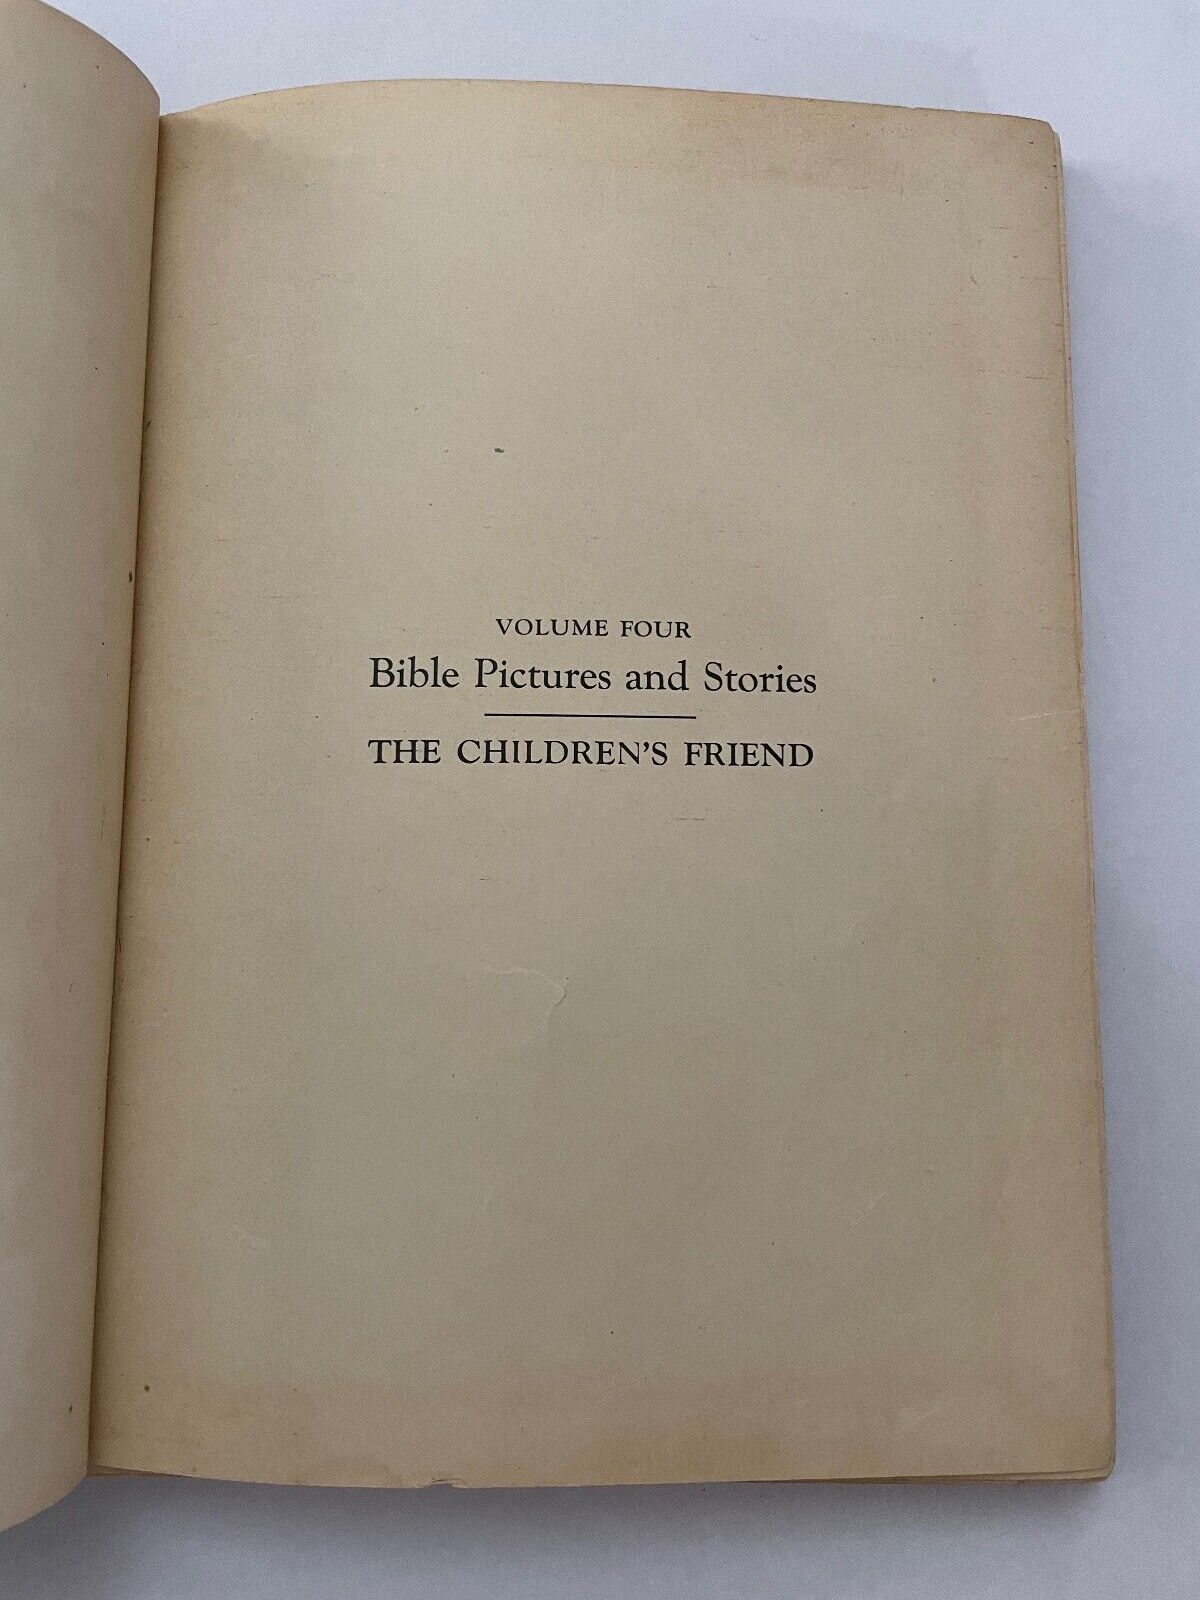 VOLUME FOUR
Bible Pictures and Stories
THE CHILDREN'S FRIEND